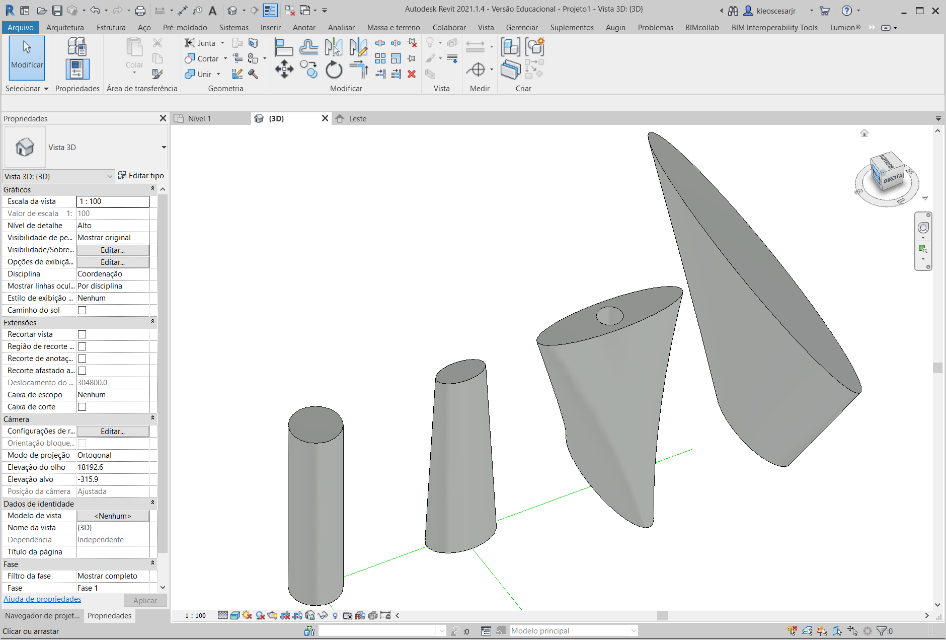 Autodesk Revit 2021.1.4 - Versão Educacional - Projeto1 - Vista 3D: {3D}
kleoscesarjr
Arquivo Arquitetura Estrutura Aço Pré-moldado Sistemas Inserir Anotar Analisar Massa e terreno Colaborar Vista Gerenciar Suplementos Augin Problemas BIMcollab BIM Interoperability Tools Lumion®
Modificar
Colar
Junta
Cortar
Unir
Selecionar Propriedades Área de transferência Geometria Modificar Vista Medir Criar
Propriedades
Nível 1 {3D} Leste
Vista 3D
Vista 3D: {3D} Editar tipo
Gráficos
Escala da vista 1 : 100
Valor de escala 1: 100
Nível de detalhe Alto
Visibilidade de pe... Mostrar original
Visibilidade/Sobre... Editar...
Opções de exibiçã... Editar...
Disciplina Coordenação
Mostrar linhas ocul... Por disciplina
Estilo de exibição ... Nenhum
Caminho do sol
Extensões
Recortar vista
Região de recorte ...
Recorte de anotaç...
Recorte afastado a...
Deslocamento do ... 304800.0
Caixa de escopo Nenhum
Caixa de corte
Câmera
Configurações de r... Editar...
Orientação bloque...
Modo de projeção Ortogonal
Elevação do olho 18192.6
Elevação alvo -315.9
Posição da câmera Ajustada
Dados de identidade
Modelo de vista <Nenhum>
Nome da vista {3D}
Dependência Independente
Título da página
Fase
Filtro da fase Mostrar completo
Fase Fase 1
Ajuda de propriedades Aplicar
Navegador de projet... Propriedades
1 : 100
Clicar ou arrastar
:0
Modelo principal
:0